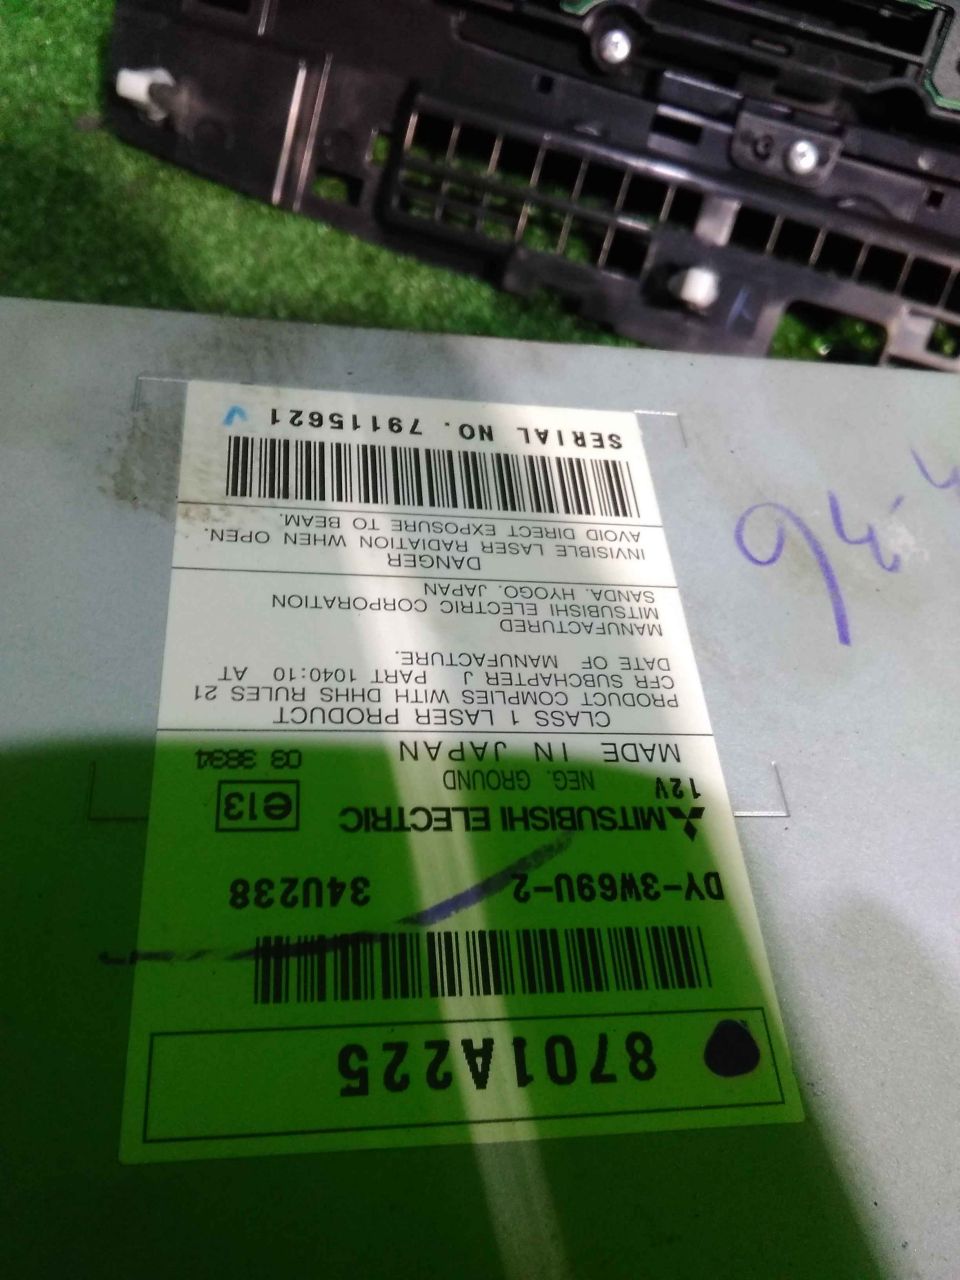 8701A225
DY-3W69U-2 34U238
MITSUBISHI ELECTRIC
12V NEG. GROUND e13
MADE IN JAPAN 03 3834
CLASS 1 LASER PRODUCT
PRODUCT COMPLIES WITH DHHS RULES 21
CFR SUBCHAPTER J PART 1040:10 AT
DATE OF MANUFACTURE.
MANUFACTURED
MITSUBISHI ELECTRIC CORPORATION
SANDA. HYOGO. JAPAN
DANGER
INVISIBLE LASER RADIATION WHEN OPEN.
AVOID DIRECT EXPOSURE TO BEAM.
SERIAL NO. 79115621